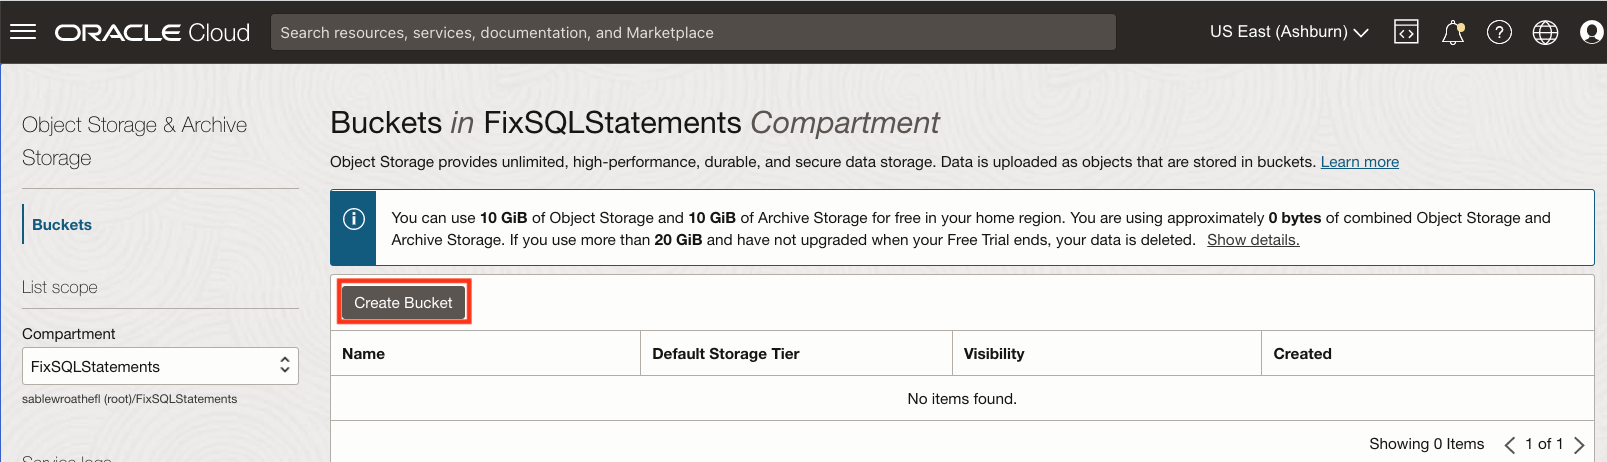 ORACLE Cloud
Search resources, services, documentation, and Marketplace
US East (Ashburn)
Object Storage & Archive
Storage
Buckets
List scope
Compartment
FixSQLStatements
sablewroathefl (root)/FixSQLStatements
Service logs
Buckets in FixSQLStatements Compartment
Object Storage provides unlimited, high-performance, durable, and secure data storage. Data is uploaded as objects that are stored in buckets. Learn more
You can use 10 GiB of Object Storage and 10 GiB of Archive Storage for free in your home region. You are using approximately 0 bytes of combined Object Storage and
Archive Storage. If you use more than 20 GiB and have not upgraded when your Free Trial ends, your data is deleted. Show details.
Create Bucket
Name Default Storage Tier Visibility Created
No items found.
Showing 0 Items 1 of 1